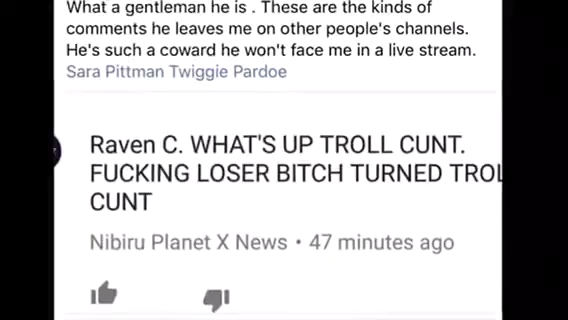 What a gentleman he is . These are the kinds of
comments he leaves me on other people's channels.
He's such a coward he won't face me in a live stream.
Sara Pittman Twiggie Pardoe
Raven C. WHAT'S UP TROLL CUNT.
FUCKING LOSER BITCH TURNED TROL
CUNT
Nibiru Planet X News • 47 minutes ago